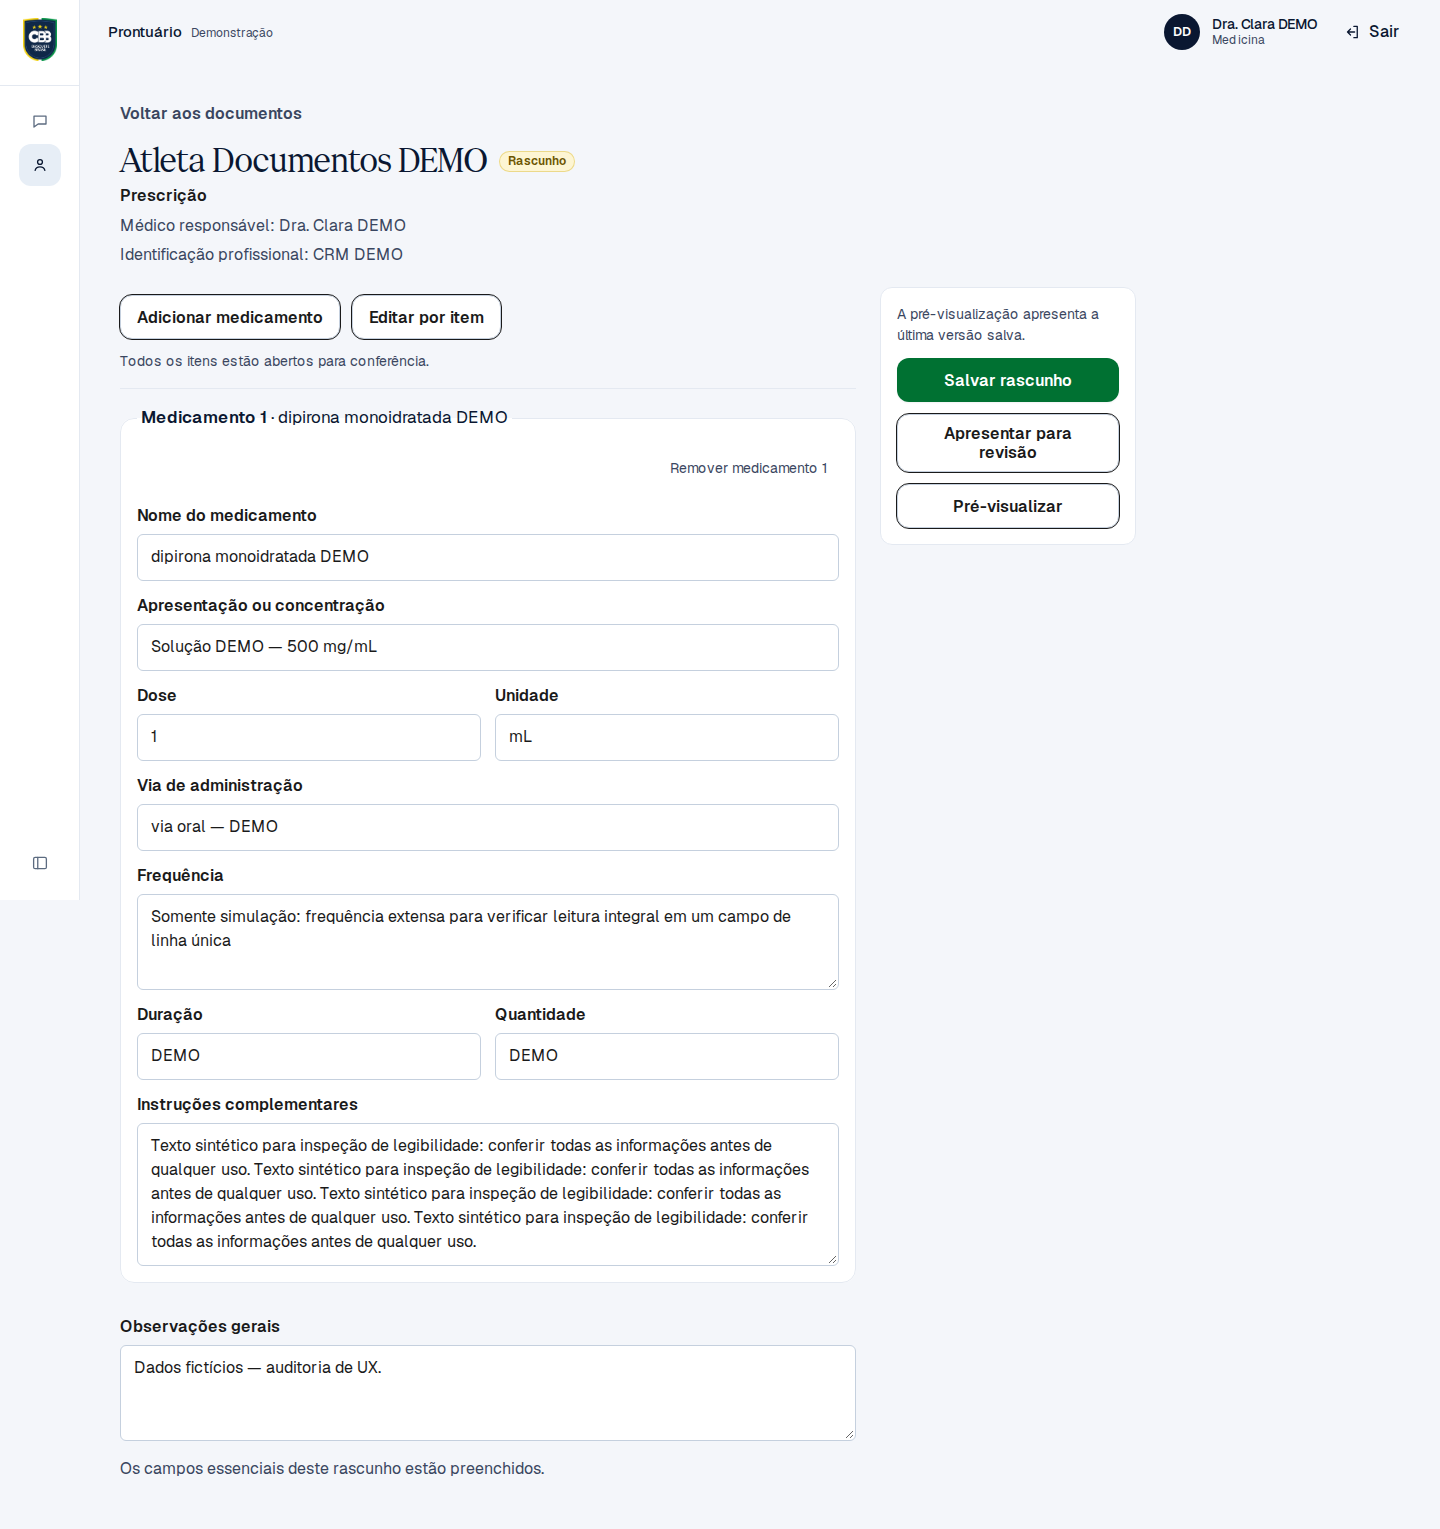 CBB
Prontuário Demonstração
DD
Dra. Clara DEMO
Medicina
Sair
Voltar aos documentos
Atleta Documentos DEMO Rascunho
Prescrição
Médico responsável: Dra. Clara DEMO
Identificação profissional: CRM DEMO
Adicionar medicamento
Editar por item
Todos os itens estão abertos para conferência.
A pré-visualização apresenta a
última versão salva.
Salvar rascunho
Apresentar para
revisão
Pré-visualizar
Medicamento 1 · dipirona monoidratada DEMO
Remover medicamento 1
Nome do medicamento
dipirona monoidratada DEMO
Apresentação ou concentração
Solução DEMO — 500 mg/mL
Dose
1
Unidade
mL
Via de administração
via oral — DEMO
Frequência
Somente simulação: frequência extensa para verificar leitura integral em um campo de
linha única
Duração
DEMO
Quantidade
DEMO
Instruções complementares
Texto sintético para inspeção de legibilidade: conferir todas as informações antes de
qualquer uso. Texto sintético para inspeção de legibilidade: conferir todas as informações
antes de qualquer uso. Texto sintético para inspeção de legibilidade: conferir todas as
informações antes de qualquer uso. Texto sintético para inspeção de legibilidade: conferir
todas as informações antes de qualquer uso.
Observações gerais
Dados fictícios — auditoria de UX.
Os campos essenciais deste rascunho estão preenchidos.